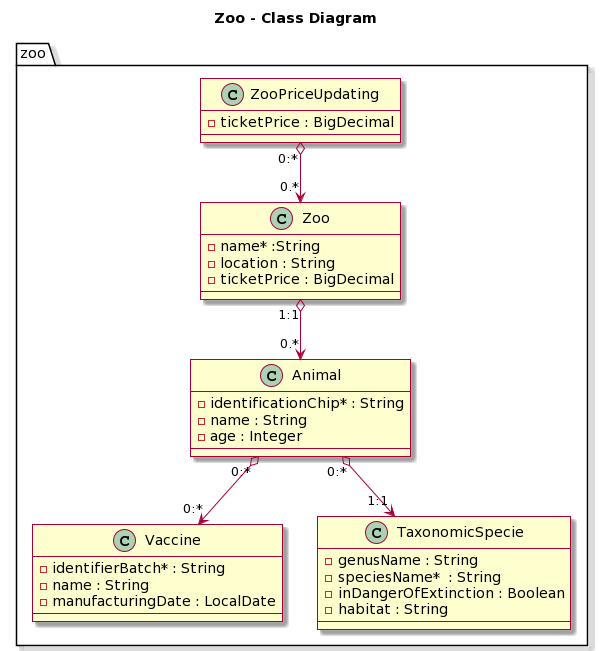 Zoo - Class Diagram
zoo
C ZooPriceUpdating
ticketPrice : BigDecimal
0:*
0.*
C Zoo
name* :String
location : String
ticketPrice : BigDecimal
1:1
0.*
C Animal
identificationChip* : String
name : String
age : Integer
0:* 0:*
0:* 1:1
C Vaccine
identifierBatch* : String
name : String
manufacturingDate : LocalDate
C TaxonomicSpecie
genusName : String
speciesName* : String
inDangerOfExtinction : Boolean
habitat : String